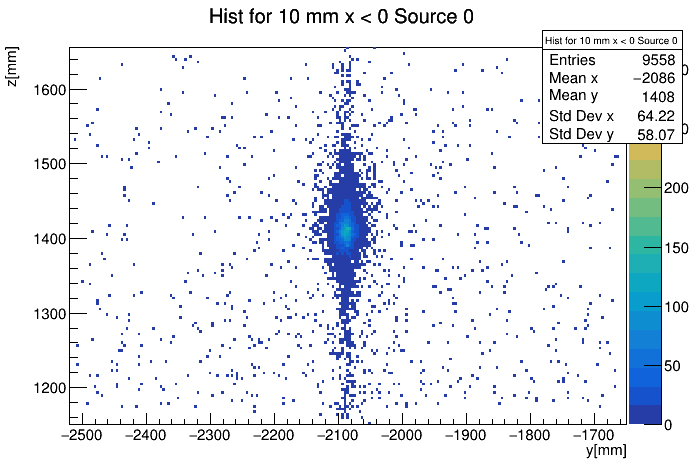 Hist for 10 mm x < 0 Source 0
z[mm]
Hist for 10 mm x < 0 Source 0
Entries 9558
Mean x −2086
Mean y 1408
Std Dev x 64.22
Std Dev y 58.07
1600
1500
1400
1300
1200
0
0
200
150
100
50
0
−2500 −2400 −2300 −2200 −2100 −2000 −1900 −1800 −1700
y[mm]